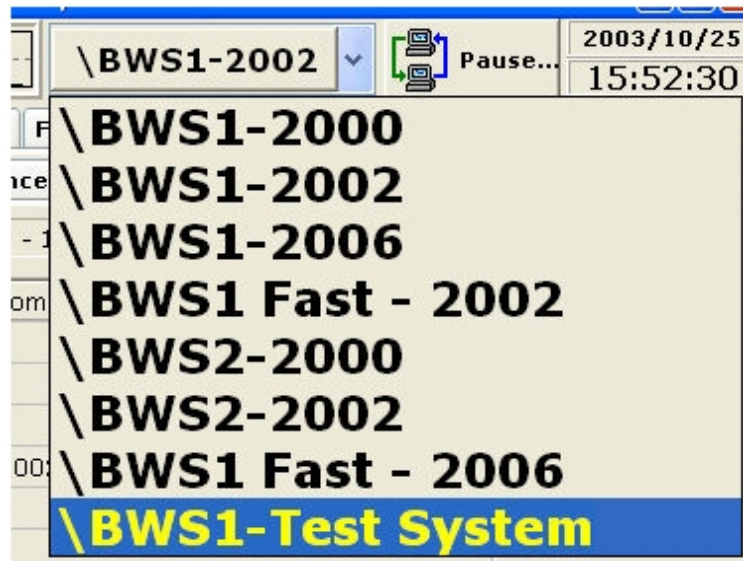 \BWS1-2002
Pause...
2003/10/25
15:52:30
\BWS1-2000
\BWS1-2002
\BWS1-2006
\BWS1 Fast - 2002
\BWS2-2000
\BWS2-2002
\BWS1 Fast - 2006
\BWS1-Test System